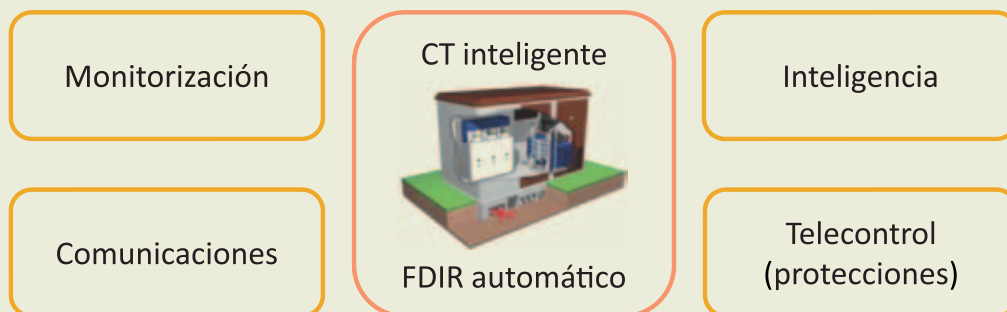 Monitorización
CT inteligente
Inteligencia
Comunicaciones
FDIR automático
Telecontrol
(protecciones)